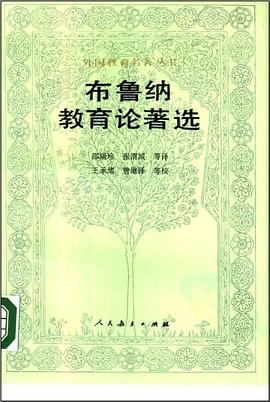 外国教育名著丛书
布鲁纳
教育论著选
邵瑞珍 张渭城 等译
王承绪 曾继铎 等校
人民教育出版社